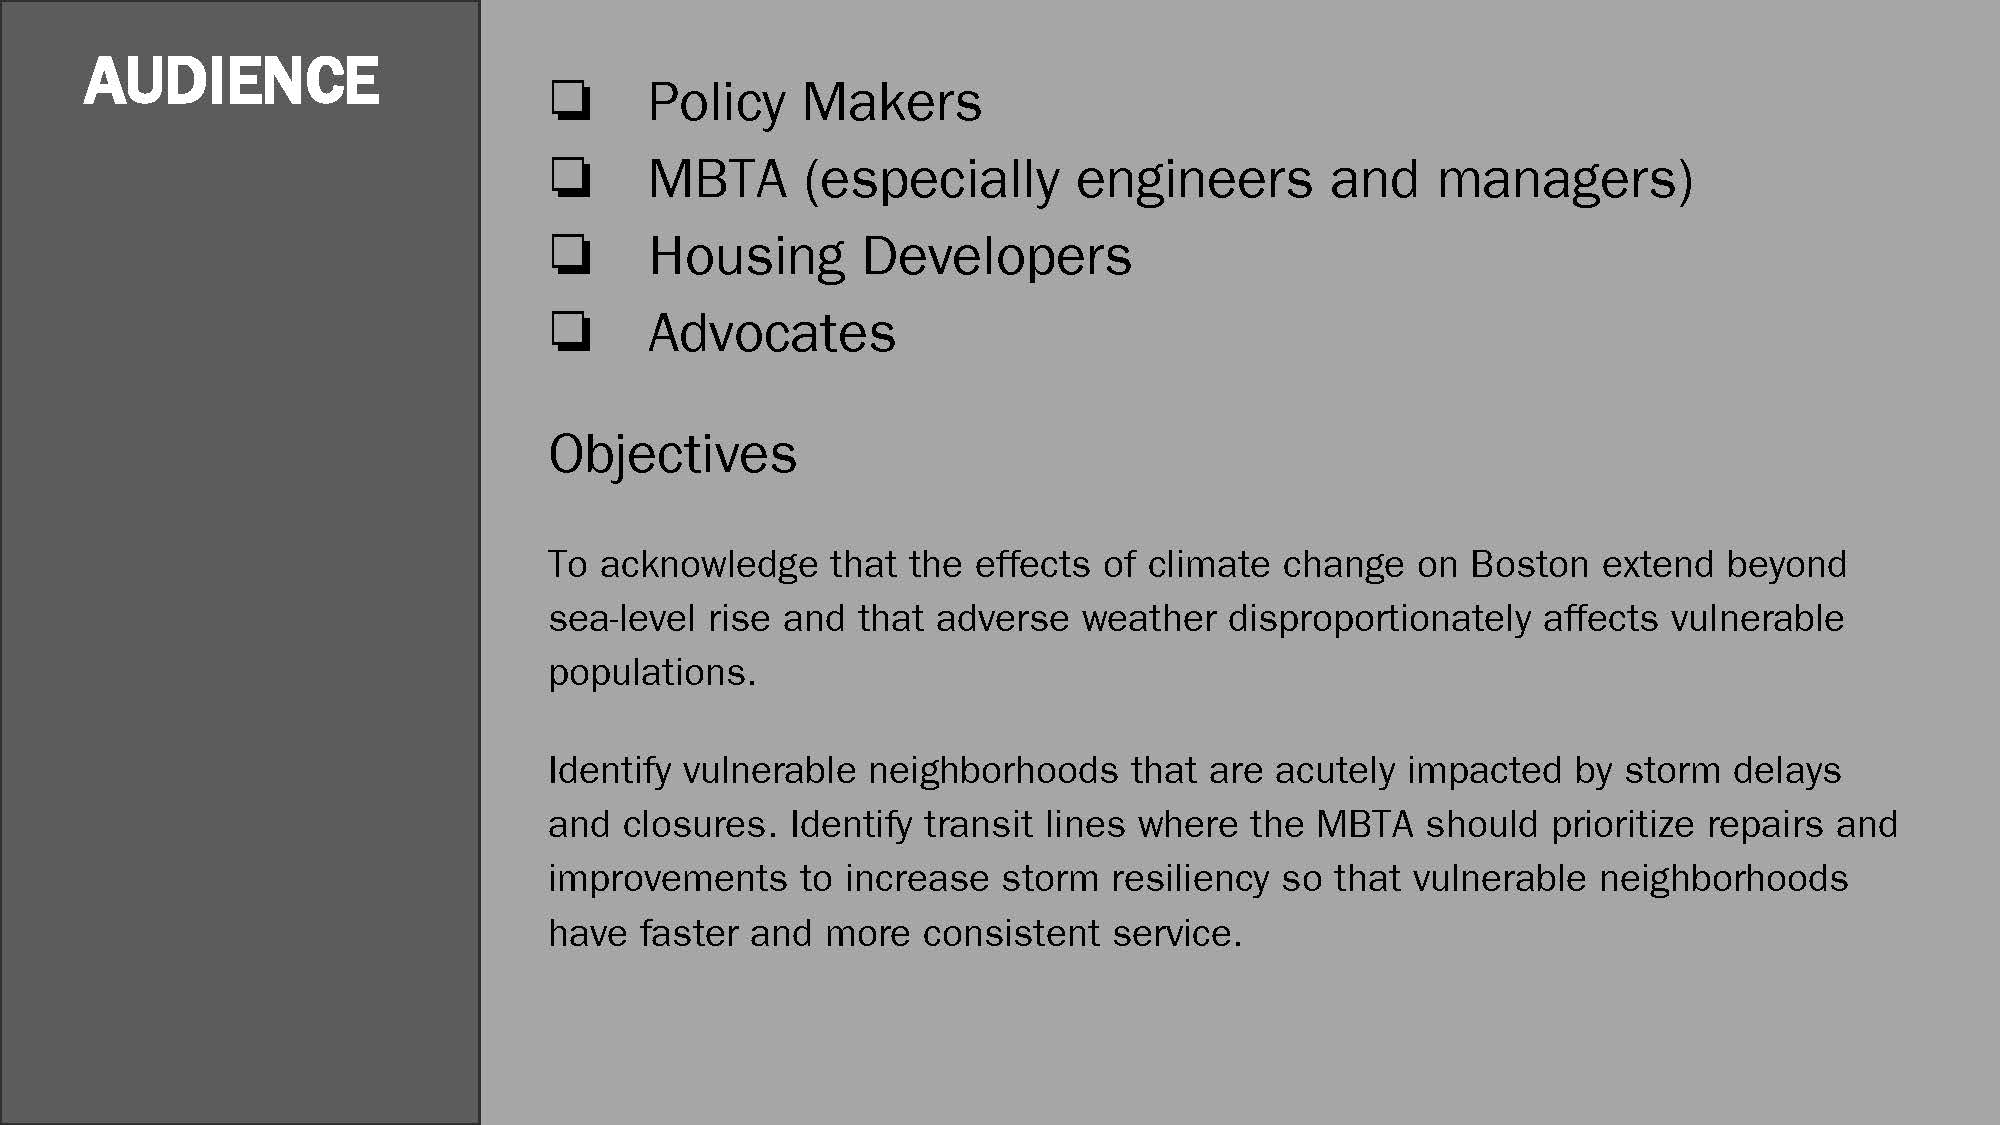 AUDIENCE
❏ Policy Makers
❏ MBTA (especially engineers and managers)
❏ Housing Developers
❏ Advocates
Objectives
To acknowledge that the effects of climate change on Boston extend beyond
sea-level rise and that adverse weather disproportionately affects vulnerable
populations.
Identify vulnerable neighborhoods that are acutely impacted by storm delays
and closures. Identify transit lines where the MBTA should prioritize repairs and
improvements to increase storm resiliency so that vulnerable neighborhoods
have faster and more consistent service.